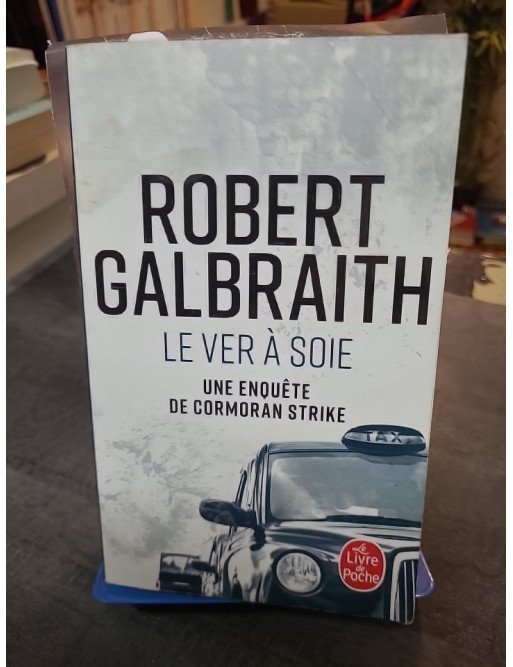 ROBERT
GALBRAITH
LE VER À SOIE
UNE ENQUÊTE
DE CORMORAN STRIKE
TAXI
Le
Livre
de
Poche